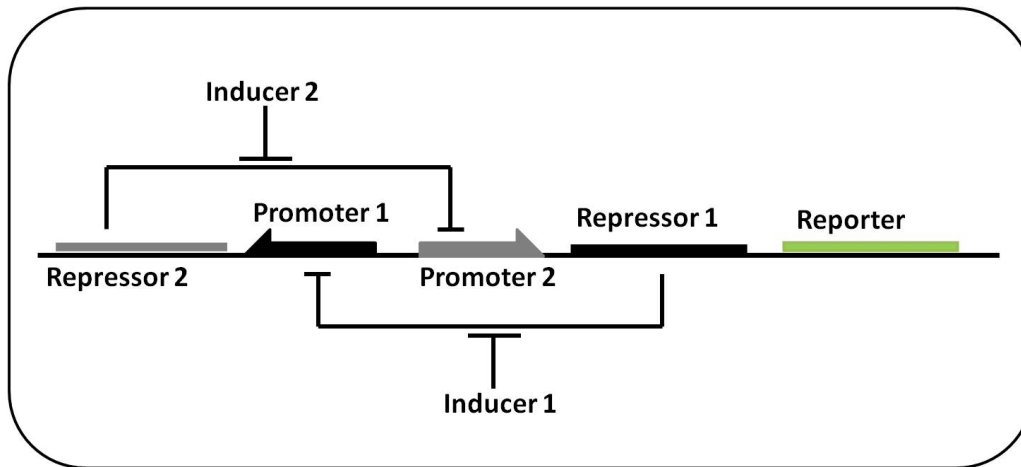 Inducer 2
Promoter 1
Repressor 1
Reporter
Repressor 2
Promoter 2
Inducer 1